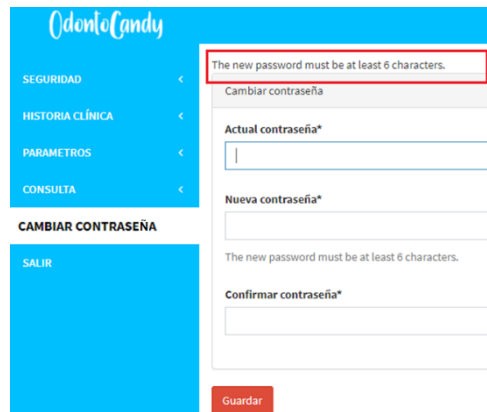 OdontoCandy
The new password must be at least 6 characters.
SEGURIDAD
HISTORIA CLÍNICA
PARAMETROS
CONSULTA
CAMBIAR CONTRASEÑA
SALIR
Cambiar contraseña
Actual contraseña*
Nueva contraseña*
The new password must be at least 6 characters.
Confirmar contraseña*
Guardar